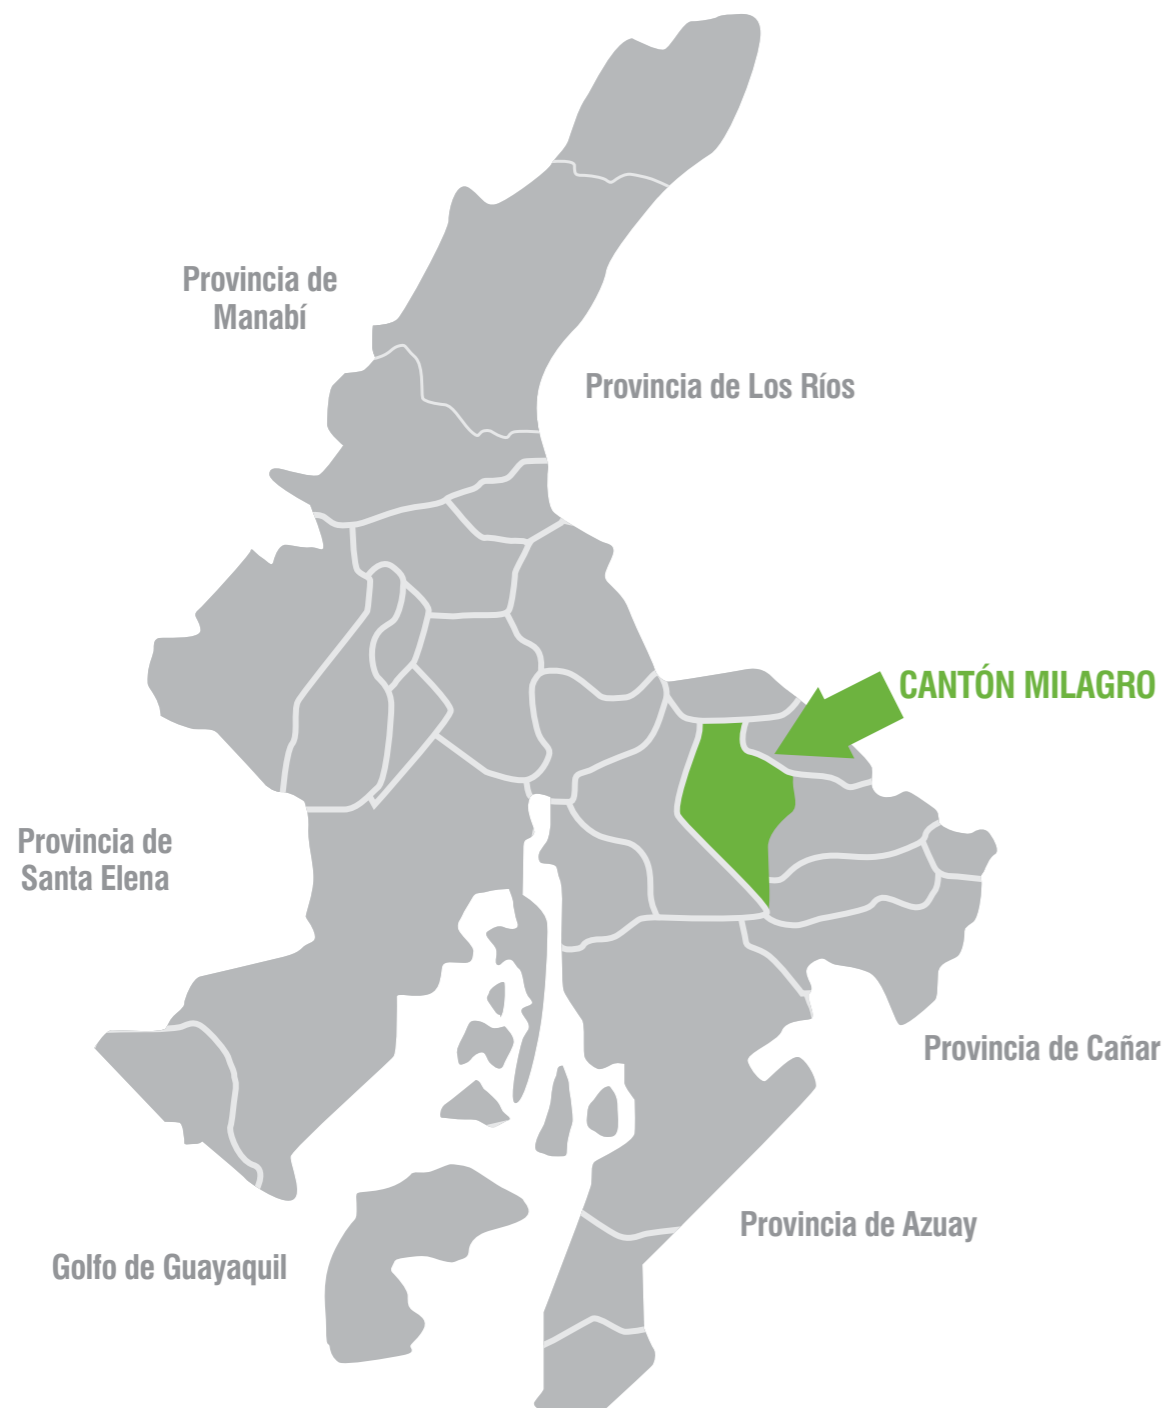 Provincia de
Manabí
Provincia de Los Ríos
CANTÓN MILAGRO
Provincia de
Santa Elena
Provincia de Cañar
Provincia de Azuay
Golfo de Guayaquil